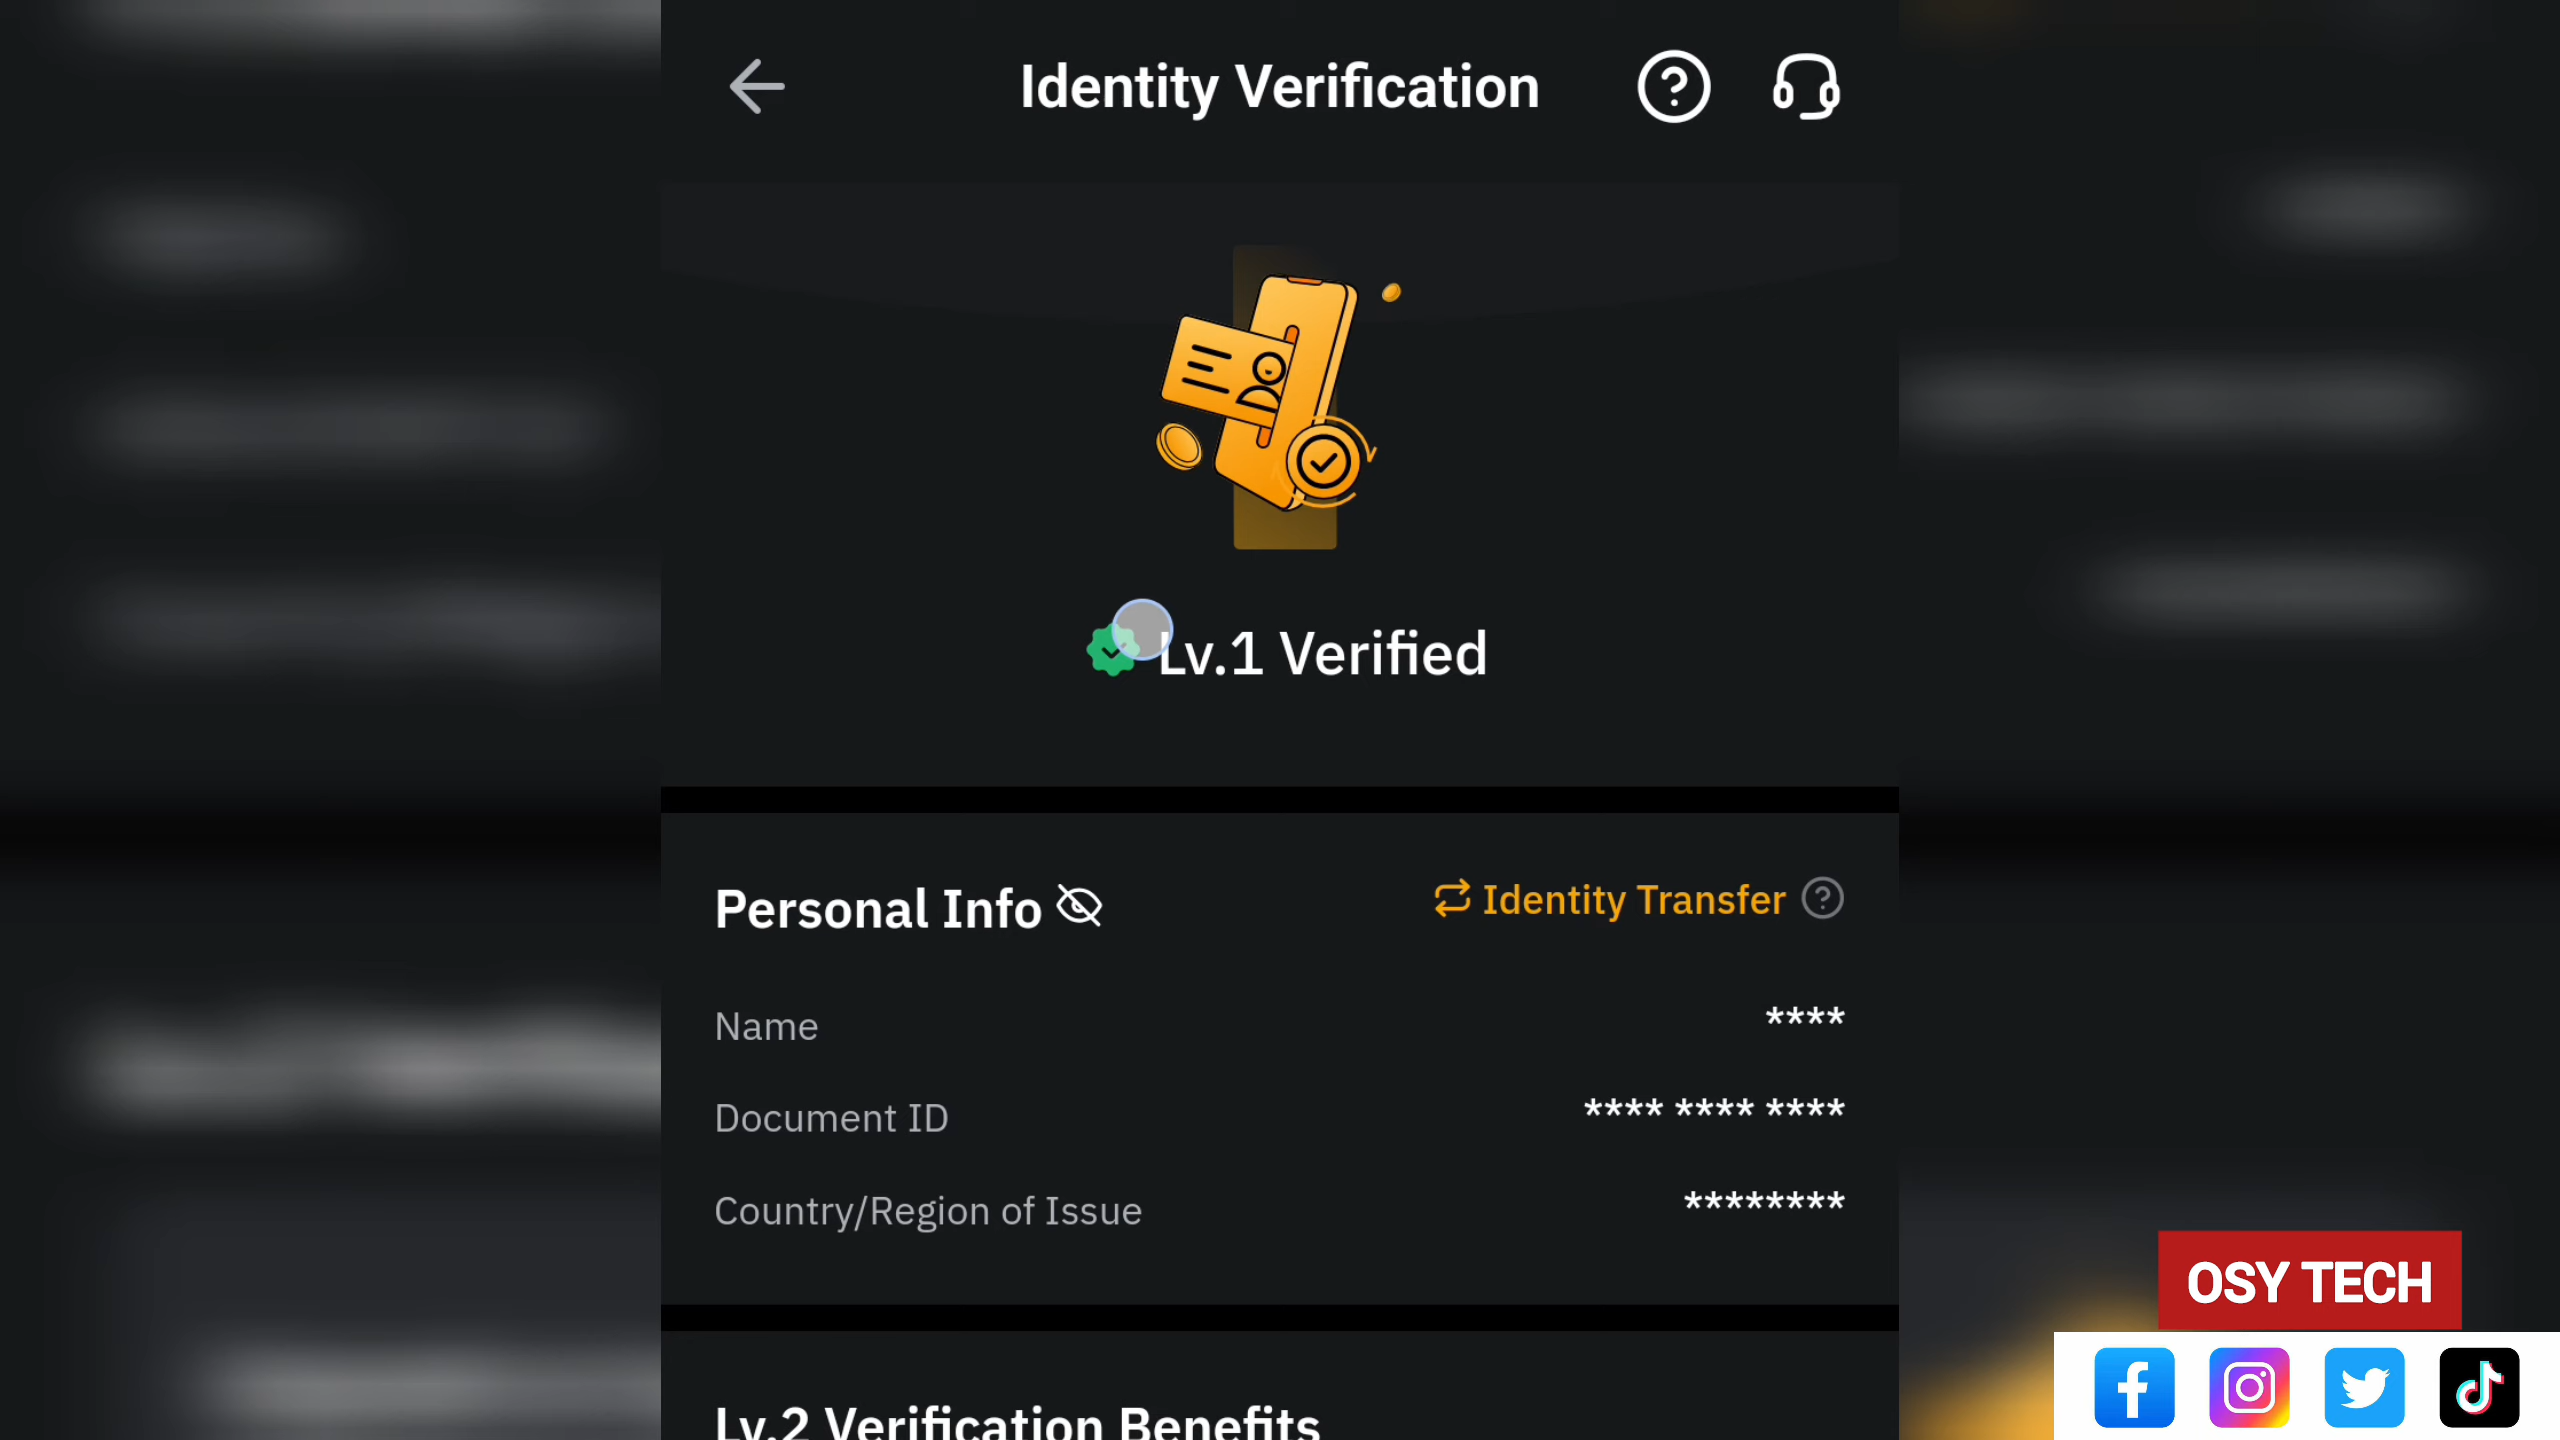 Identity Verification
Lv.1 Verified
Personal Info
Identity Transfer
Name
****
Document ID
**** **** ****
Country/Region of Issue
********
Lv.2 Verification Benefits
OSY TECH